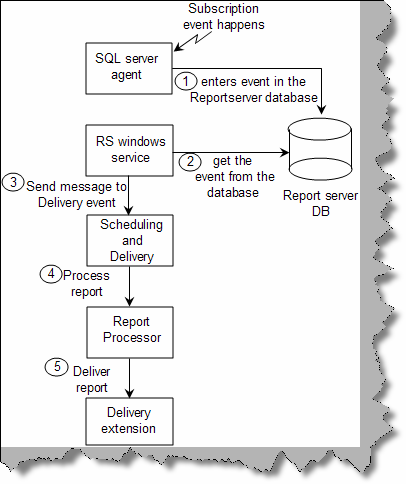 Subscription
event happens
SQL server
agent
1 enters event in the
Reportserver database
RS windows
service
2 get the
event from the
database
Report server
DB
3 Send message to
Delivery event
Scheduling
and
Delivery
4 Process
report
Report
Processor
5 Deliver
report
Delivery
extension